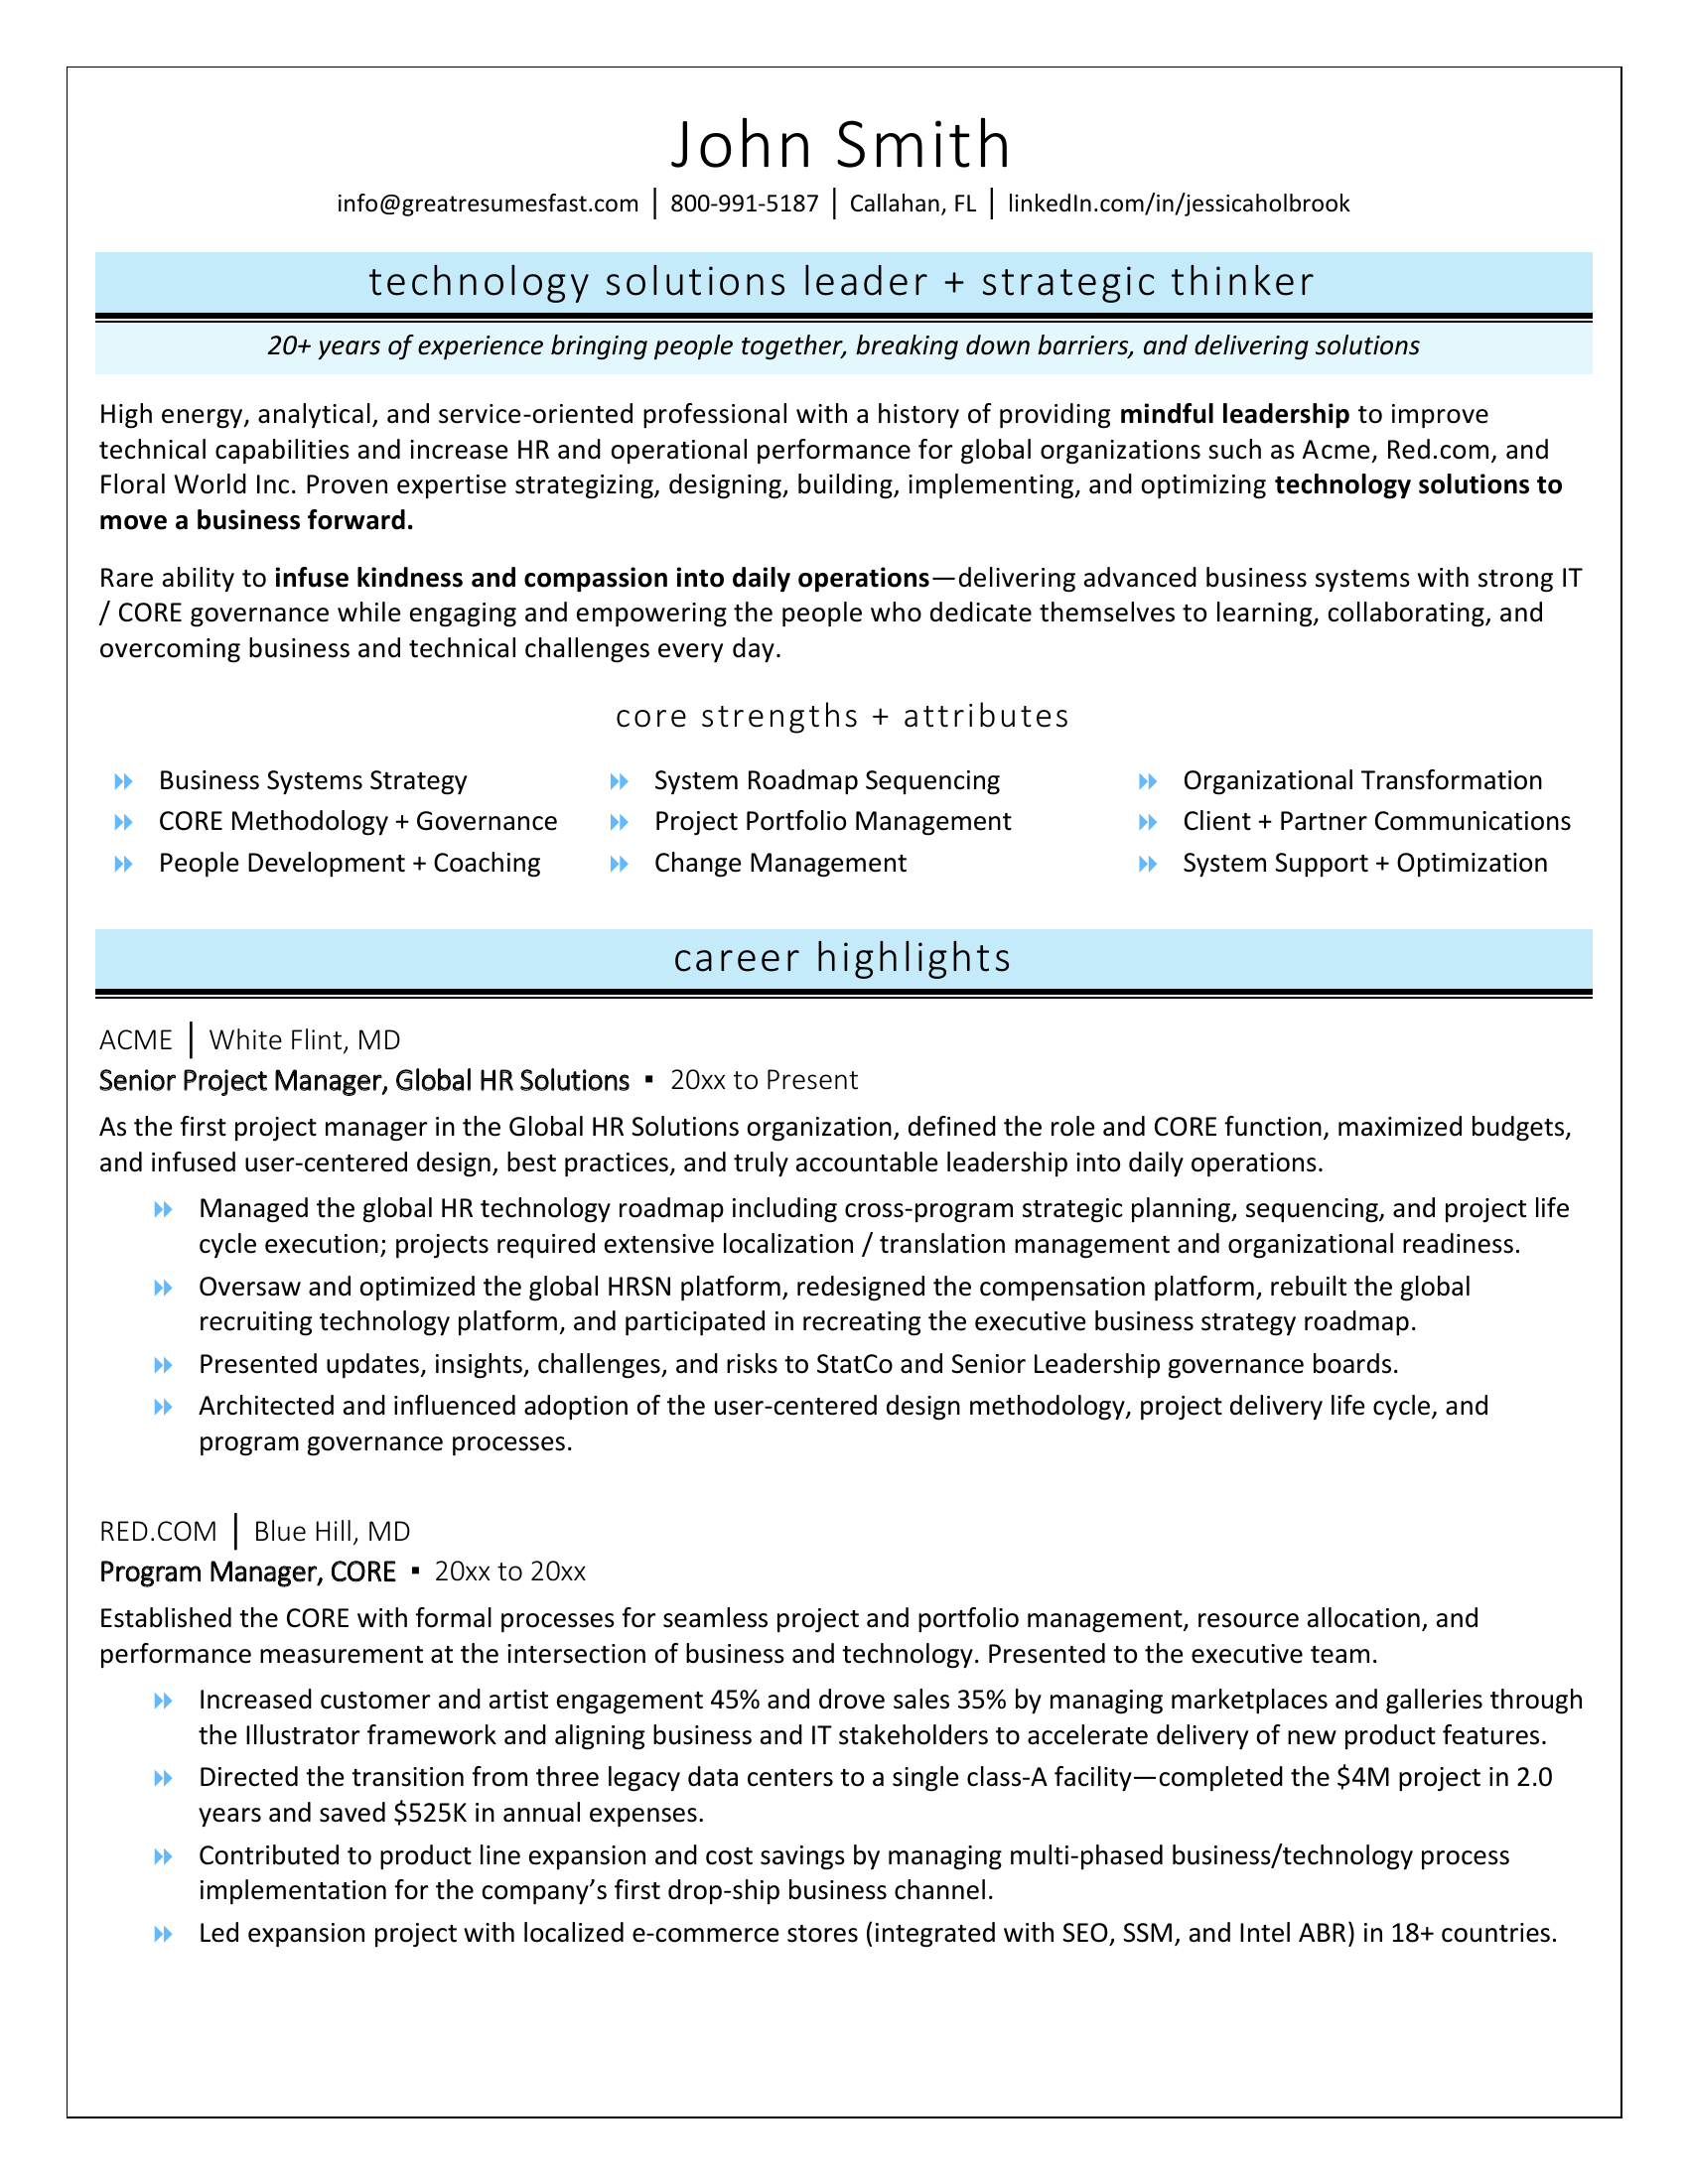 John Smith
info@greatresumesfast.com | 800-991-5187 | Callahan, FL | linkedIn.com/in/jessicaholbrook
technology solutions leader + strategic thinker
20+ years of experience bringing people together, breaking down barriers, and delivering solutions
High energy, analytical, and service-oriented professional with a history of providing mindful leadership to improve
technical capabilities and increase HR and operational performance for global organizations such as Acme, Red.com, and
Floral World Inc. Proven expertise strategizing, designing, building, implementing, and optimizing technology solutions to
move a business forward.
Rare ability to infuse kindness and compassion into daily operations—delivering advanced business systems with strong IT
/ CORE governance while engaging and empowering the people who dedicate themselves to learning, collaborating, and
overcoming business and technical challenges every day.
core strengths + attributes
Business Systems Strategy
CORE Methodology + Governance
People Development + Coaching
System Roadmap Sequencing
Project Portfolio Management
Change Management
Organizational Transformation
Client + Partner Communications
System Support + Optimization
career highlights
ACME | White Flint, MD
Senior Project Manager, Global HR Solutions ▪ 20xx to Present
As the first project manager in the Global HR Solutions organization, defined the role and CORE function, maximized budgets,
and infused user-centered design, best practices, and truly accountable leadership into daily operations.
Managed the global HR technology roadmap including cross-program strategic planning, sequencing, and project life
cycle execution; projects required extensive localization / translation management and organizational readiness.
Oversaw and optimized the global HRSN platform, redesigned the compensation platform, rebuilt the global
recruiting technology platform, and participated in recreating the executive business strategy roadmap.
Presented updates, insights, challenges, and risks to StatCo and Senior Leadership governance boards.
Architected and influenced adoption of the user-centered design methodology, project delivery life cycle, and
program governance processes.
RED.COM | Blue Hill, MD
Program Manager, CORE ▪ 20xx to 20xx
Established the CORE with formal processes for seamless project and portfolio management, resource allocation, and
performance measurement at the intersection of business and technology. Presented to the executive team.
Increased customer and artist engagement 45% and drove sales 35% by managing marketplaces and galleries through
the Illustrator framework and aligning business and IT stakeholders to accelerate delivery of new product features.
Directed the transition from three legacy data centers to a single class-A facility—completed the $4M project in 2.0
years and saved $525K in annual expenses.
Contributed to product line expansion and cost savings by managing multi-phased business/technology process
implementation for the company’s first drop-ship business channel.
Led expansion project with localized e-commerce stores (integrated with SEO, SSM, and Intel ABR) in 18+ countries.